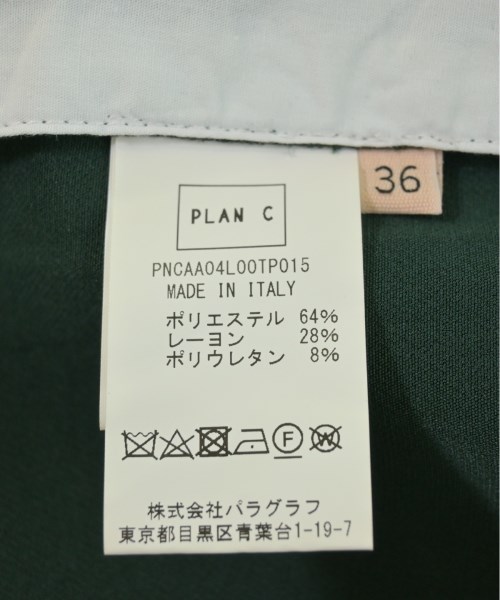 36
PLAN C
PNCAA04L00TP015
MADE IN ITALY
ポリエステル 64%
レーヨン 28%
ポリウレタン 8%
F
W
株式会社パラグラフ
東京都目黒区青葉台1-19-7